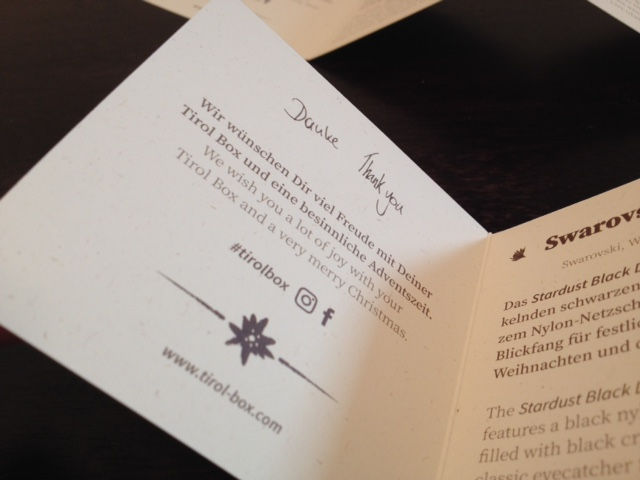 Danke Thank you
Wir wünschen Dir viel Freude mit Deiner
Tirol Box und eine besinnliche Adventszeit.
We wish you a lot of joy with your
Tirol Box and a very merry Christmas.
#tirolbox
www.tirol-box.com
Swarovs
Swarovski, W
Das Stardust Black
kelnden schwarzen
zem Nylon-Netzsch
Blickfang für festli
Weihnachten und
The Stardust Black
features a black ny
filled with black cr
classic eyecatcher